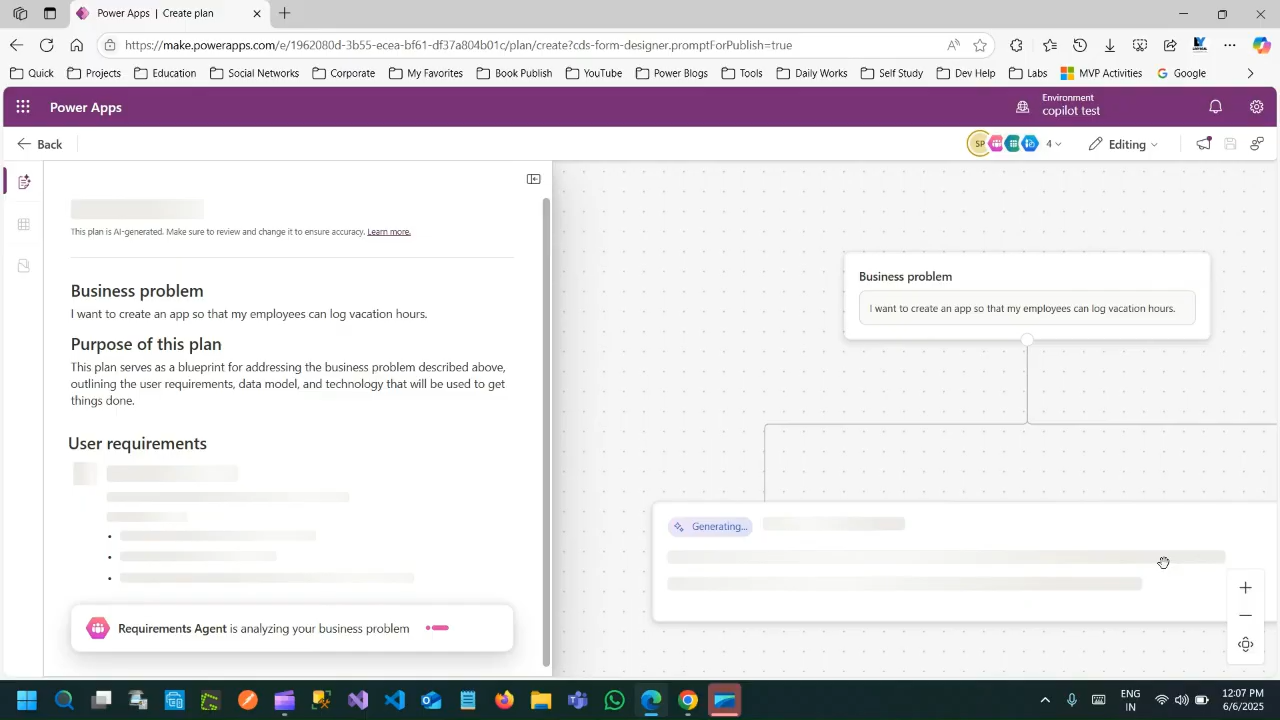 Power Apps | Create plan
https://make.powerapps.com/e/1962080d-3b55-ecea-bf61-df37a804b01c/plan/create?cds-form-designer.promptForPublish=true
Quick Projects Education Social Networks Corporate My Favorites Book Publish YouTube Power Blogs Tools Daily Works Self Study Dev Help Labs MVP Activities Google
Power Apps
Environment
copilot test
Back
SP
4
Editing
This plan is AI-generated. Make sure to review and change it to ensure accuracy. Learn more.
Business problem
I want to create an app so that my employees can log vacation hours.
Purpose of this plan
This plan serves as a blueprint for addressing the business problem described above,
outlining the user requirements, data model, and technology that will be used to get
things done.
User requirements
Requirements Agent is analyzing your business problem
Business problem
I want to create an app so that my employees can log vacation hours.
Generating...
ENG
IN
12:07 PM
6/6/2025